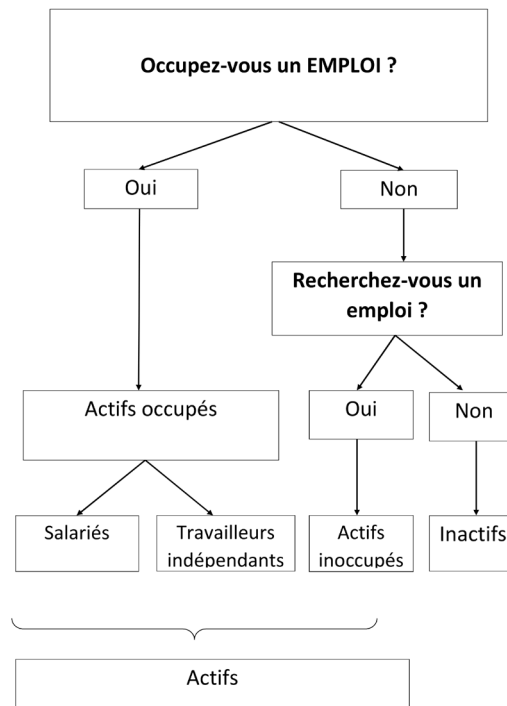 Occupez-vous un EMPLOI ?
Oui
Non
Recherchez-vous un
emploi ?
Actifs occupés
Oui
Non
Salariés
Travailleurs
indépendants
Actifs
inoccupés
Inactifs
Actifs